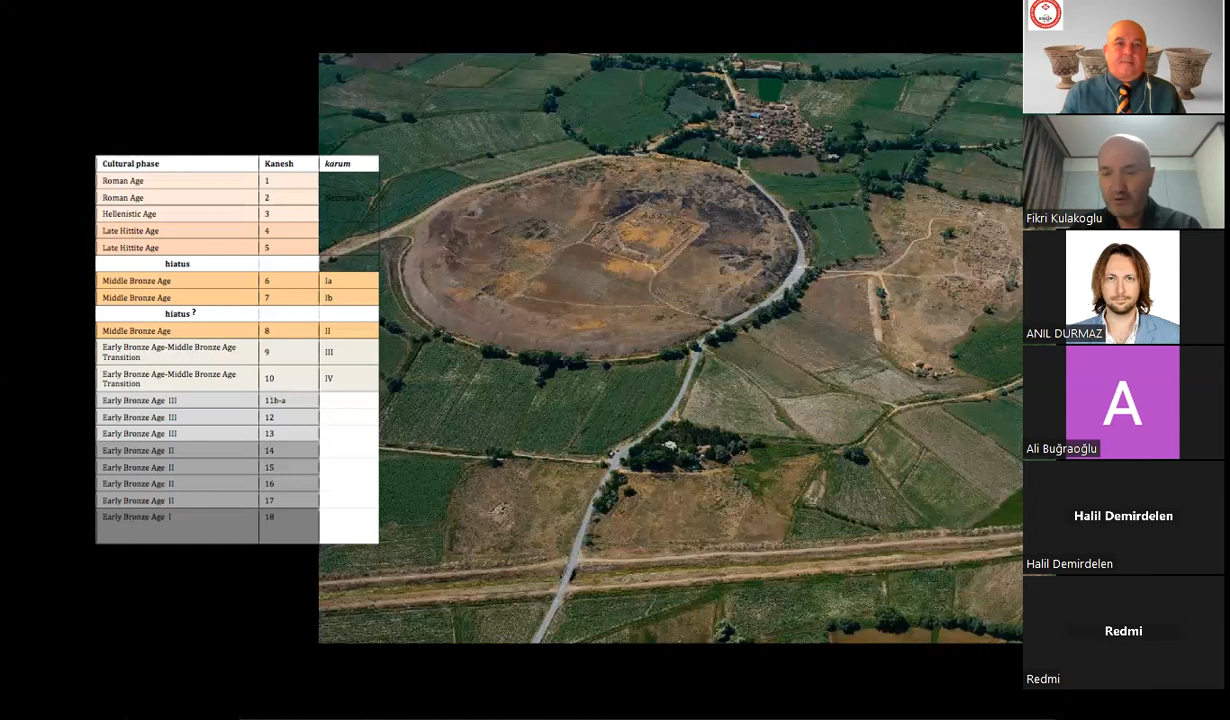 Cultural phase Kanesh karum
Roman Age 1
Roman Age 2 Necropolis
Hellenistic Age 3
Late Hittite Age 4
Late Hittite Age 5
hiatus
Middle Bronze Age 6 Ia
Middle Bronze Age 7 Ib
hiatus ?
Middle Bronze Age 8 II
Early Bronze Age-Middle Bronze Age
Transition 9 III
Early Bronze Age-Middle Bronze Age
Transition 10 IV
Early Bronze Age III 11b-a
Early Bronze Age III 12
Early Bronze Age III 13
Early Bronze Age II 14
Early Bronze Age II 15
Early Bronze Age II 16
Early Bronze Age II 17
Early Bronze Age I 18
Fikri Kulakoglu
ANIL DURMAZ
A
Ali Buğraoğlu
Halil Demirdelen
Halil Demirdelen
Redmi
Redmi